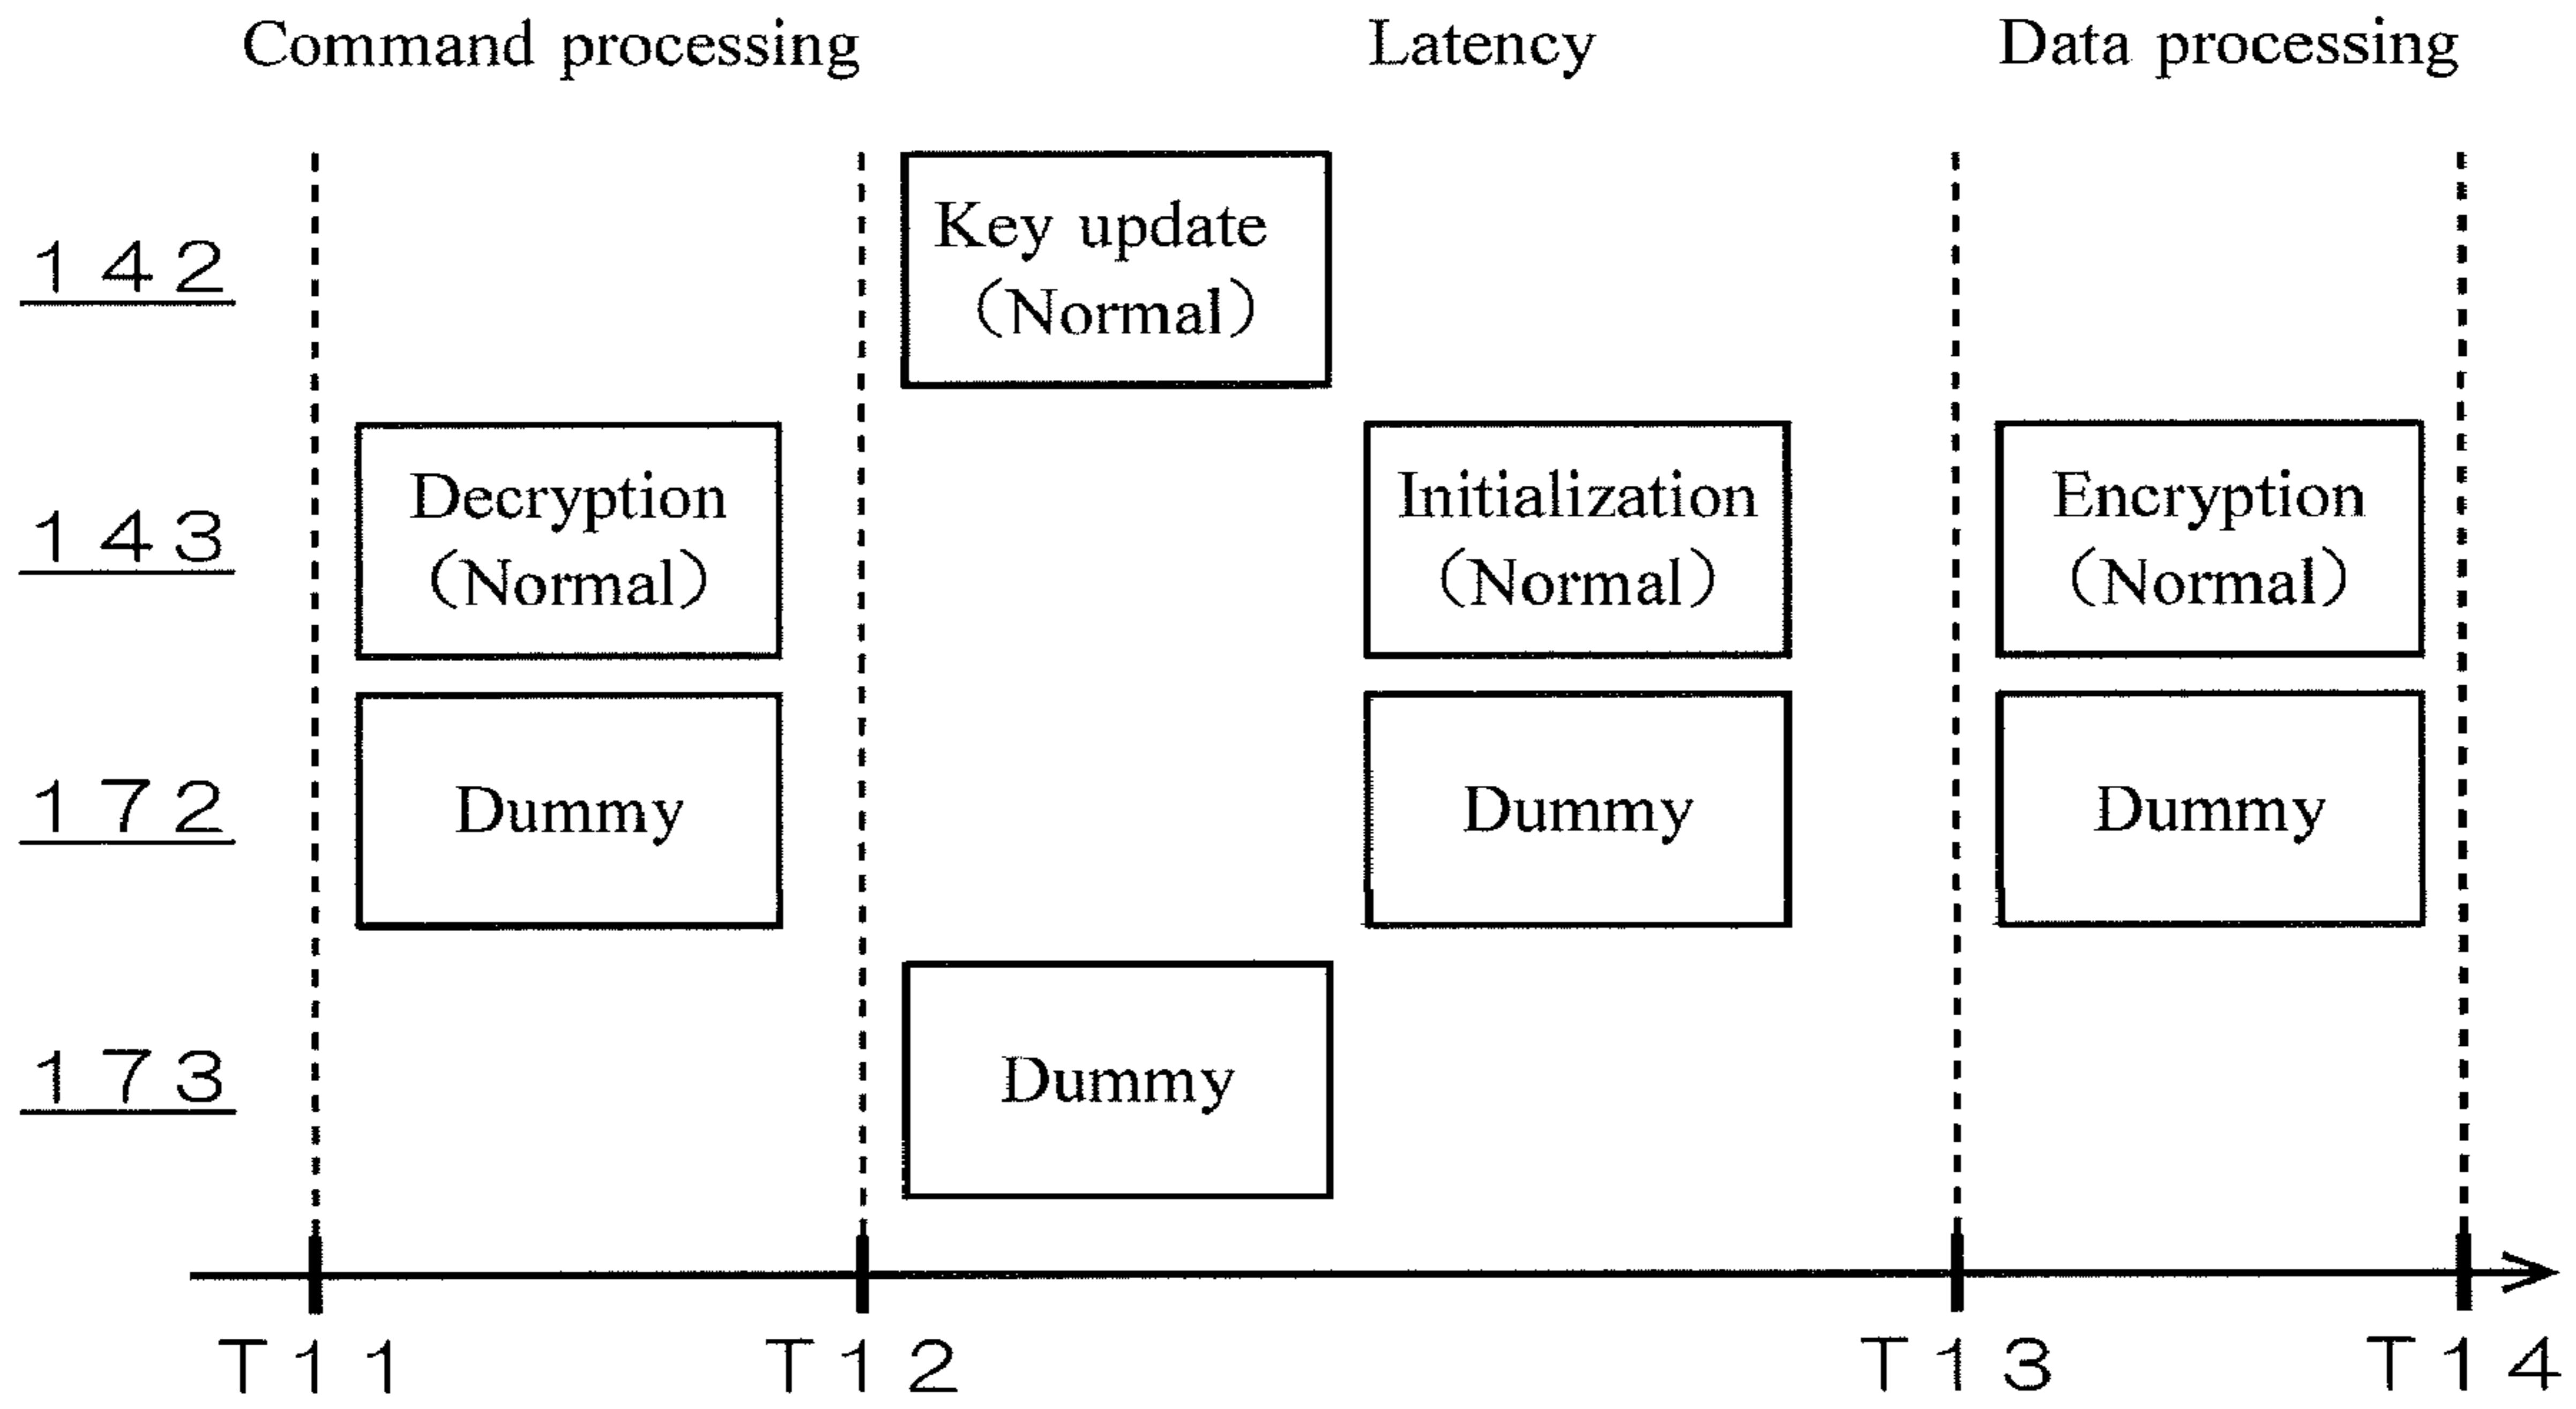 Command processing
Latency
Data processing
142
Key update
(Normal)
143
Decryption
(Normal)
Initialization
(Normal)
Encryption
(Normal)
172
Dummy
Dummy
Dummy
173
Dummy
T11
T12
T13
T14